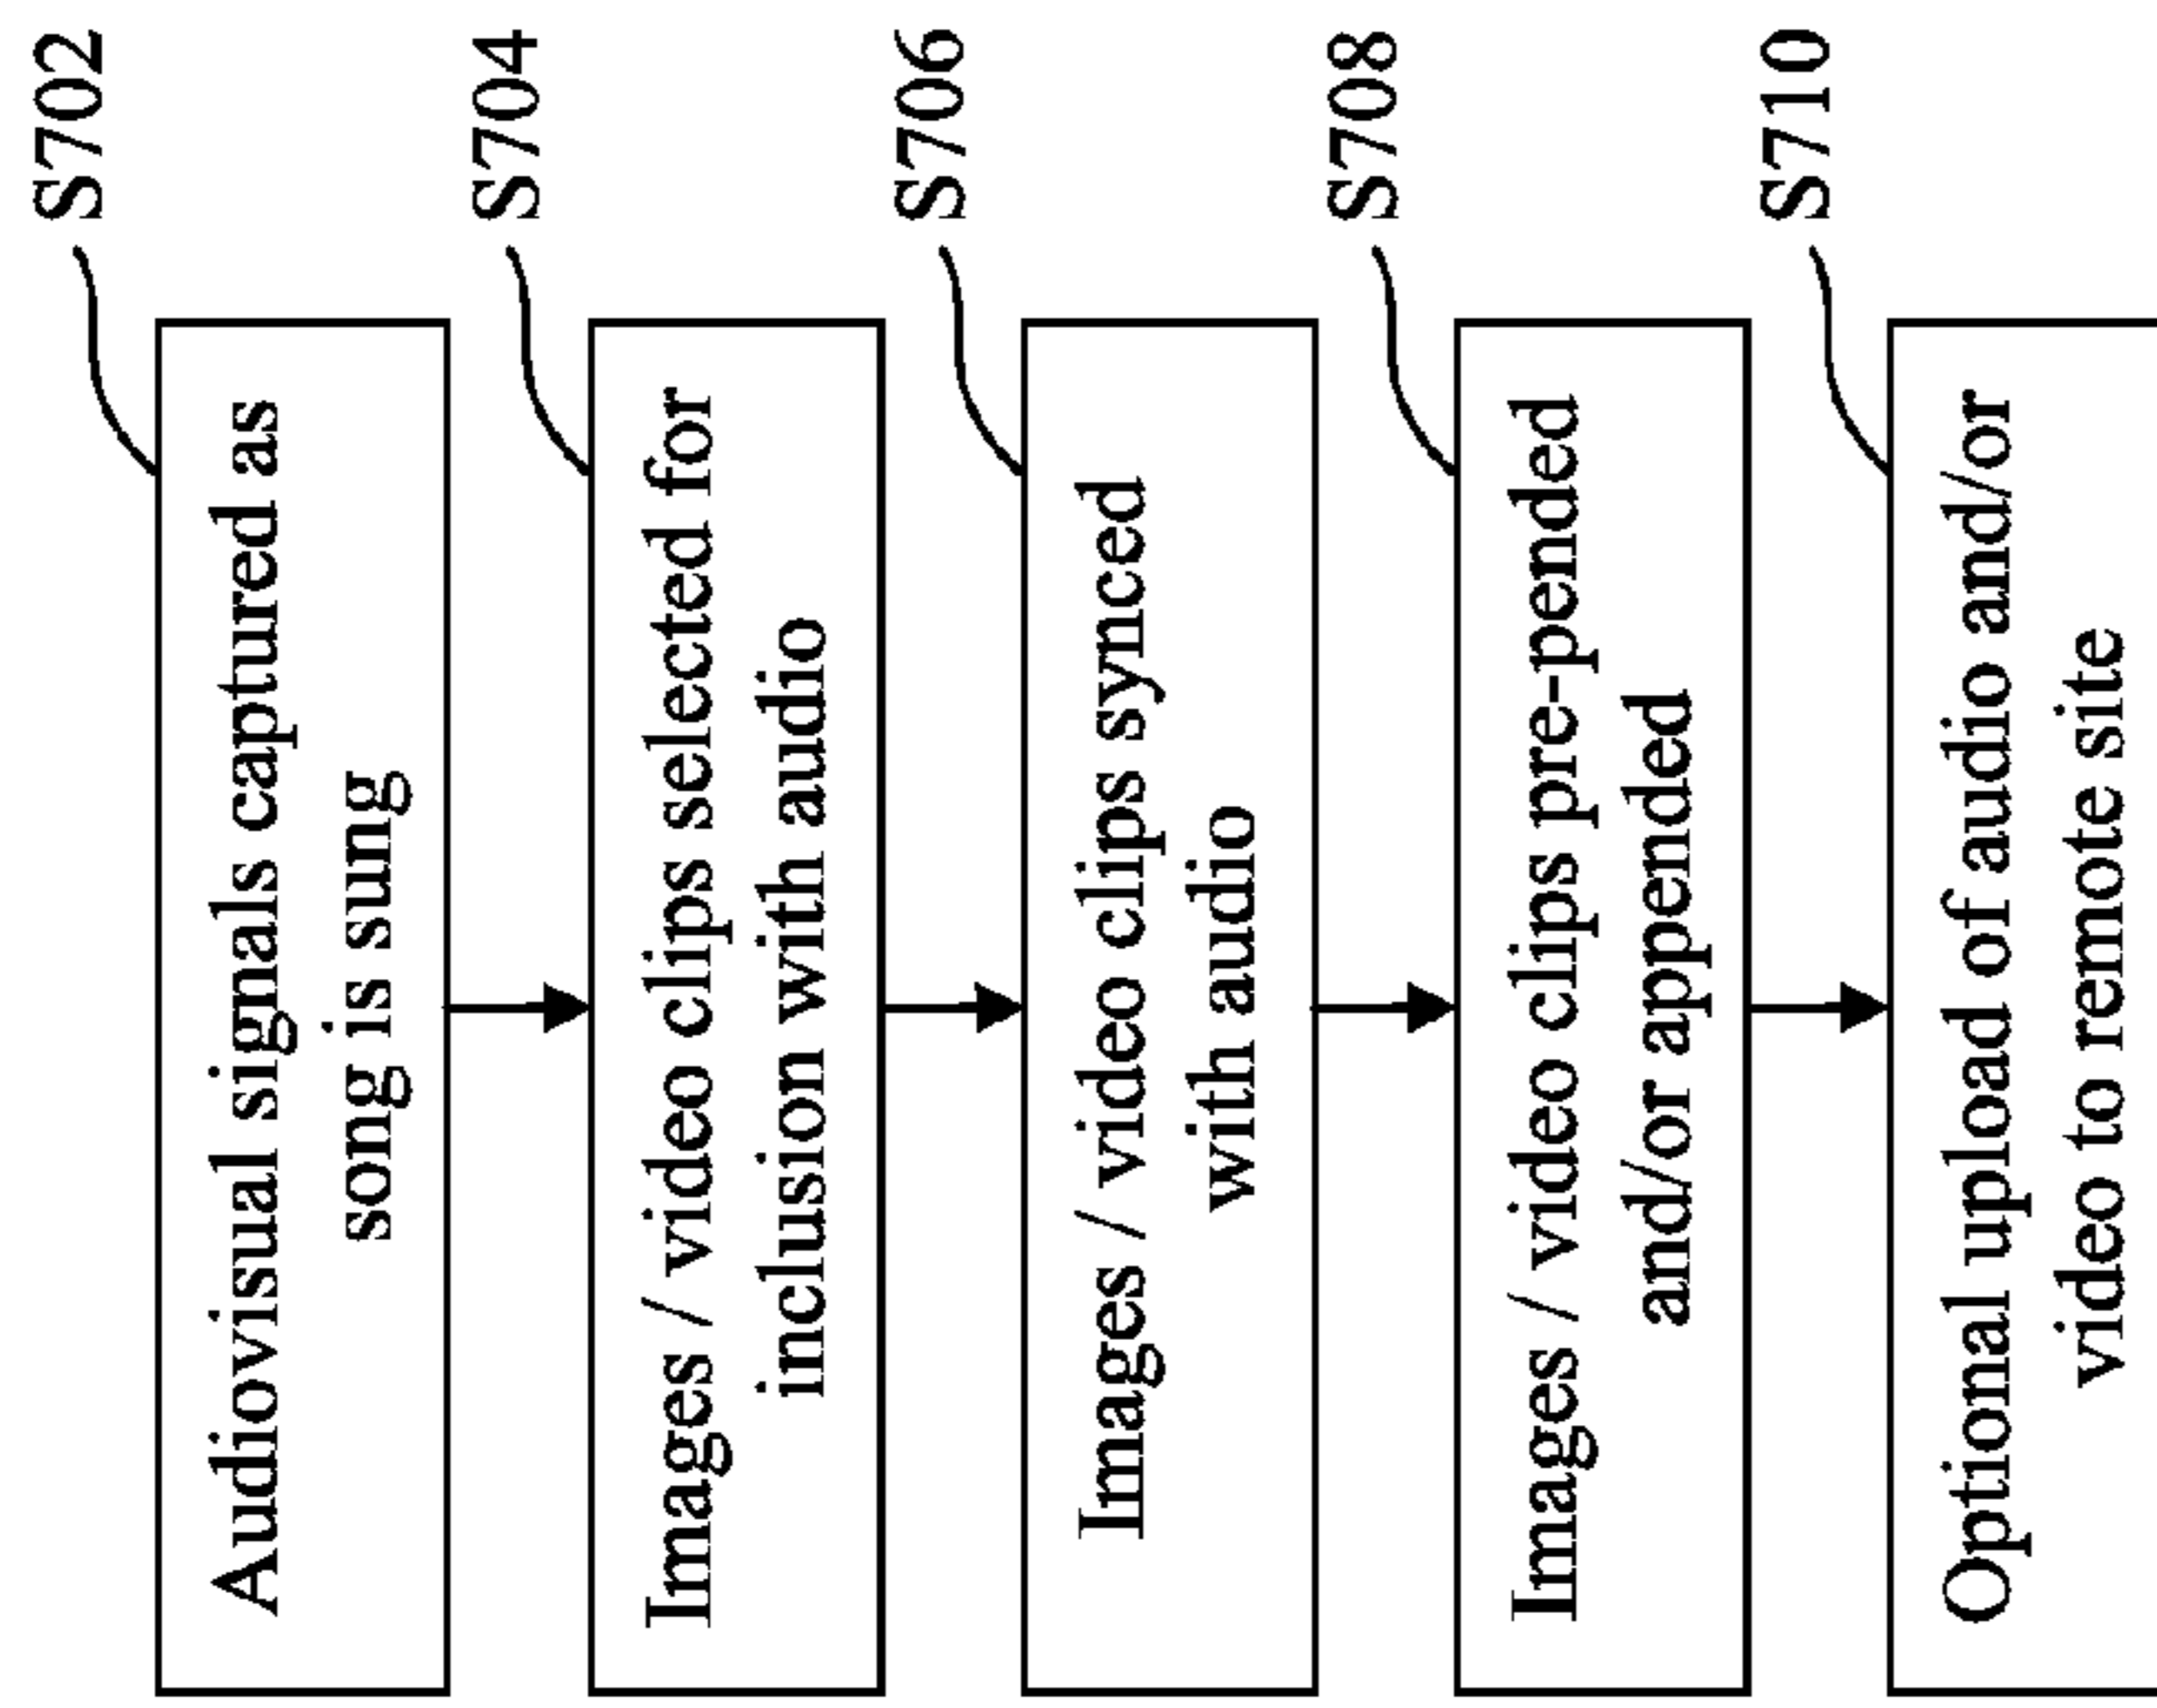 S702
Audiovisual signals captured as
song is sung
S704
Images / video clips selected for
inclusion with audio
S706
Images / video clips synced
with audio
S708
Images / video clips pre-pended
and/or appended
S710
Optional upload of audio and/or
video to remote site